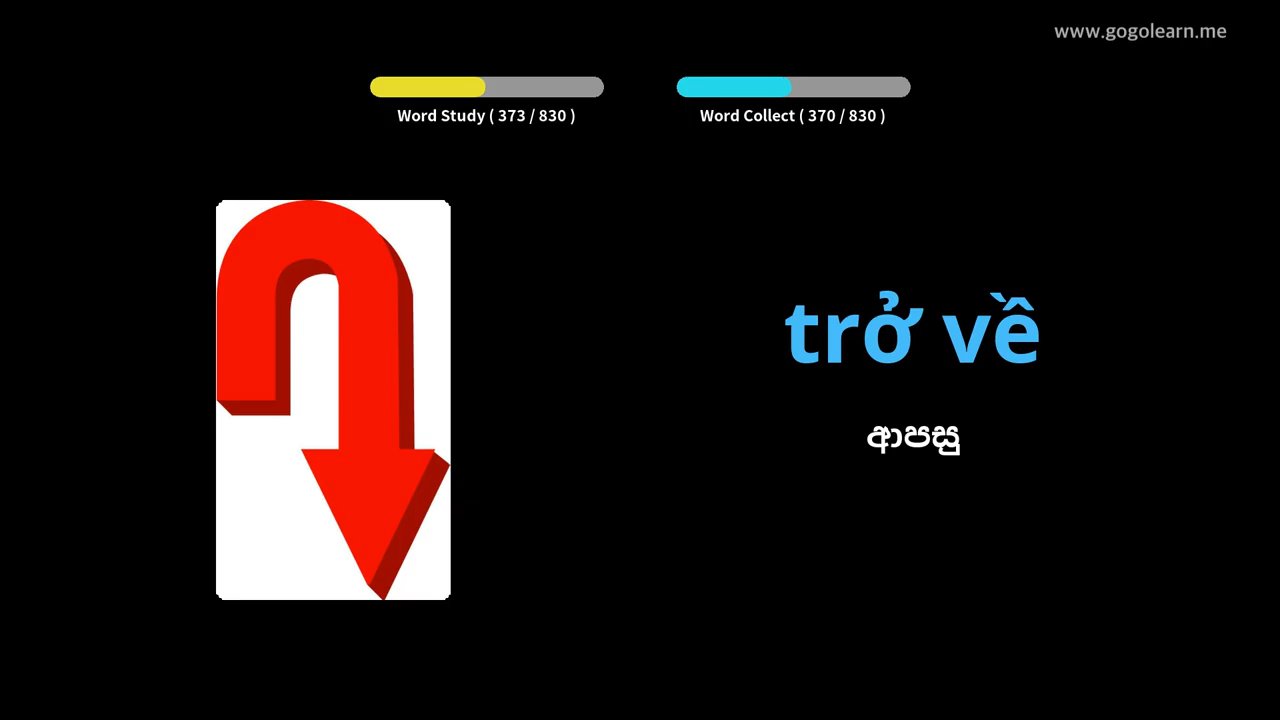 www.gogolearn.me
Word Study ( 373 / 830 )
Word Collect ( 370 / 830 )
trở về
ආපසු